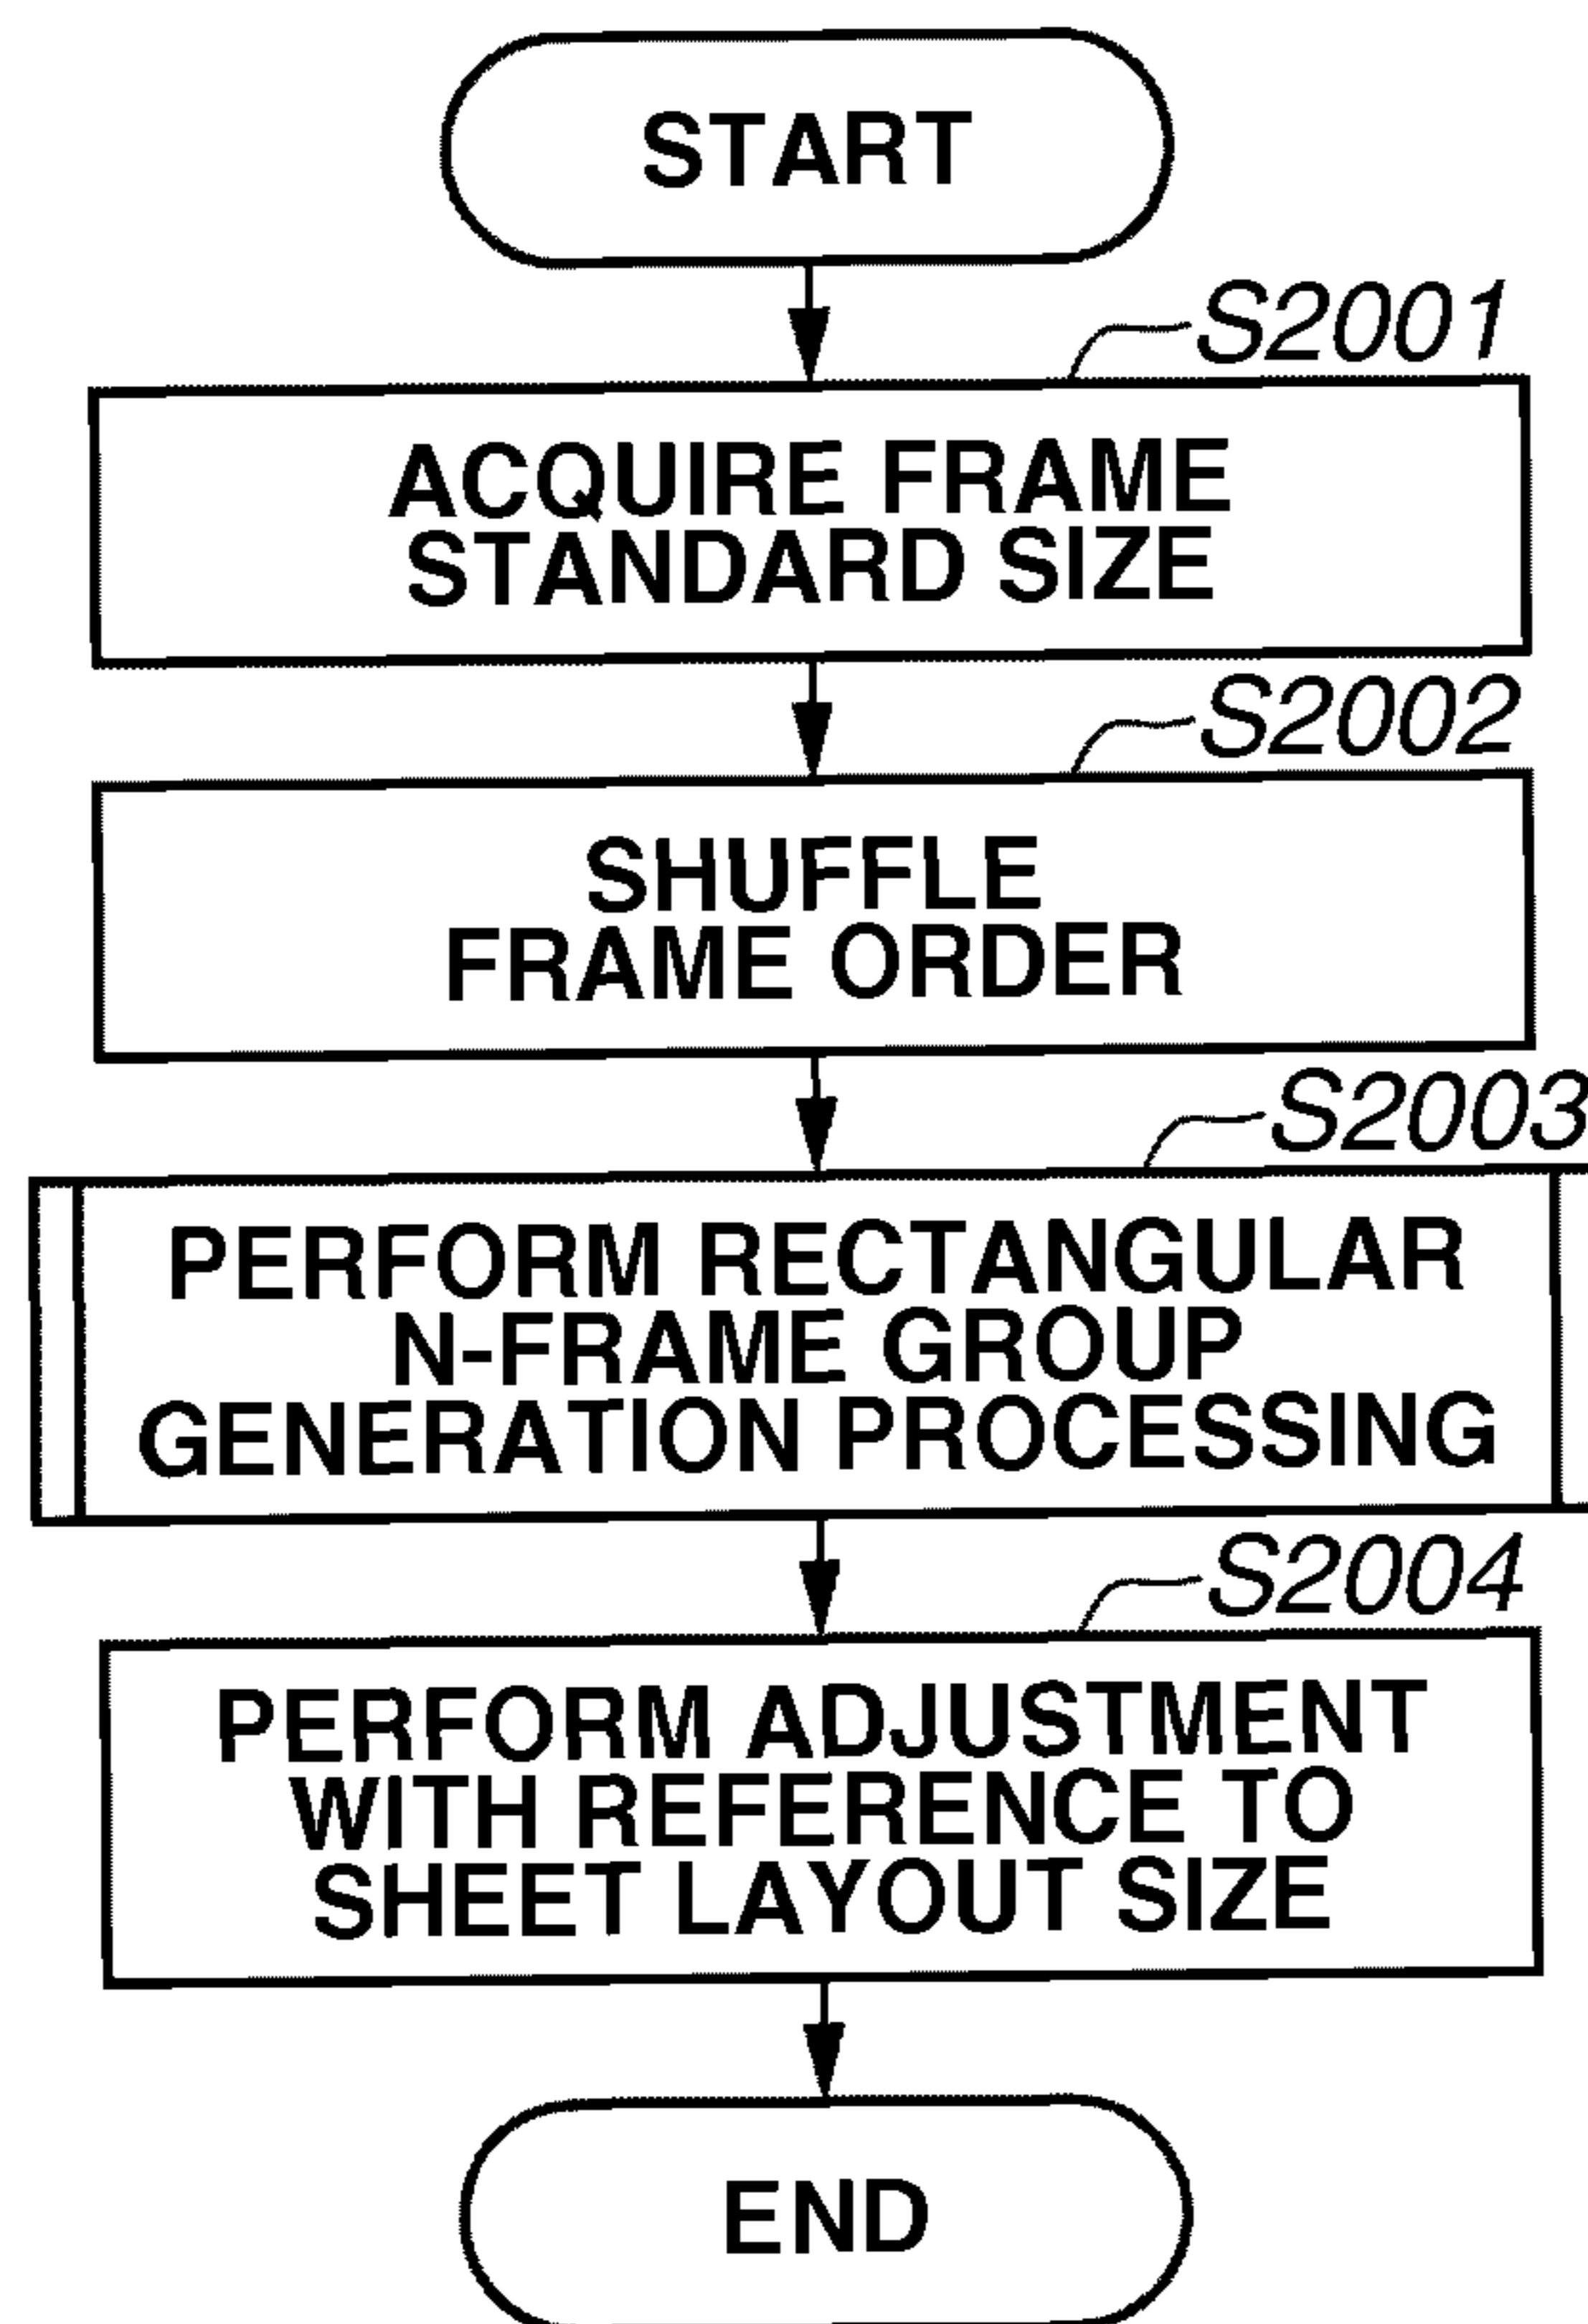 START
S2001
ACQUIRE FRAME
STANDARD SIZE
S2002
SHUFFLE
FRAME ORDER
S2003
PERFORM RECTANGULAR
N-FRAME GROUP
GENERATION PROCESSING
S2004
PERFORM ADJUSTMENT
WITH REFERENCE TO
SHEET LAYOUT SIZE
END